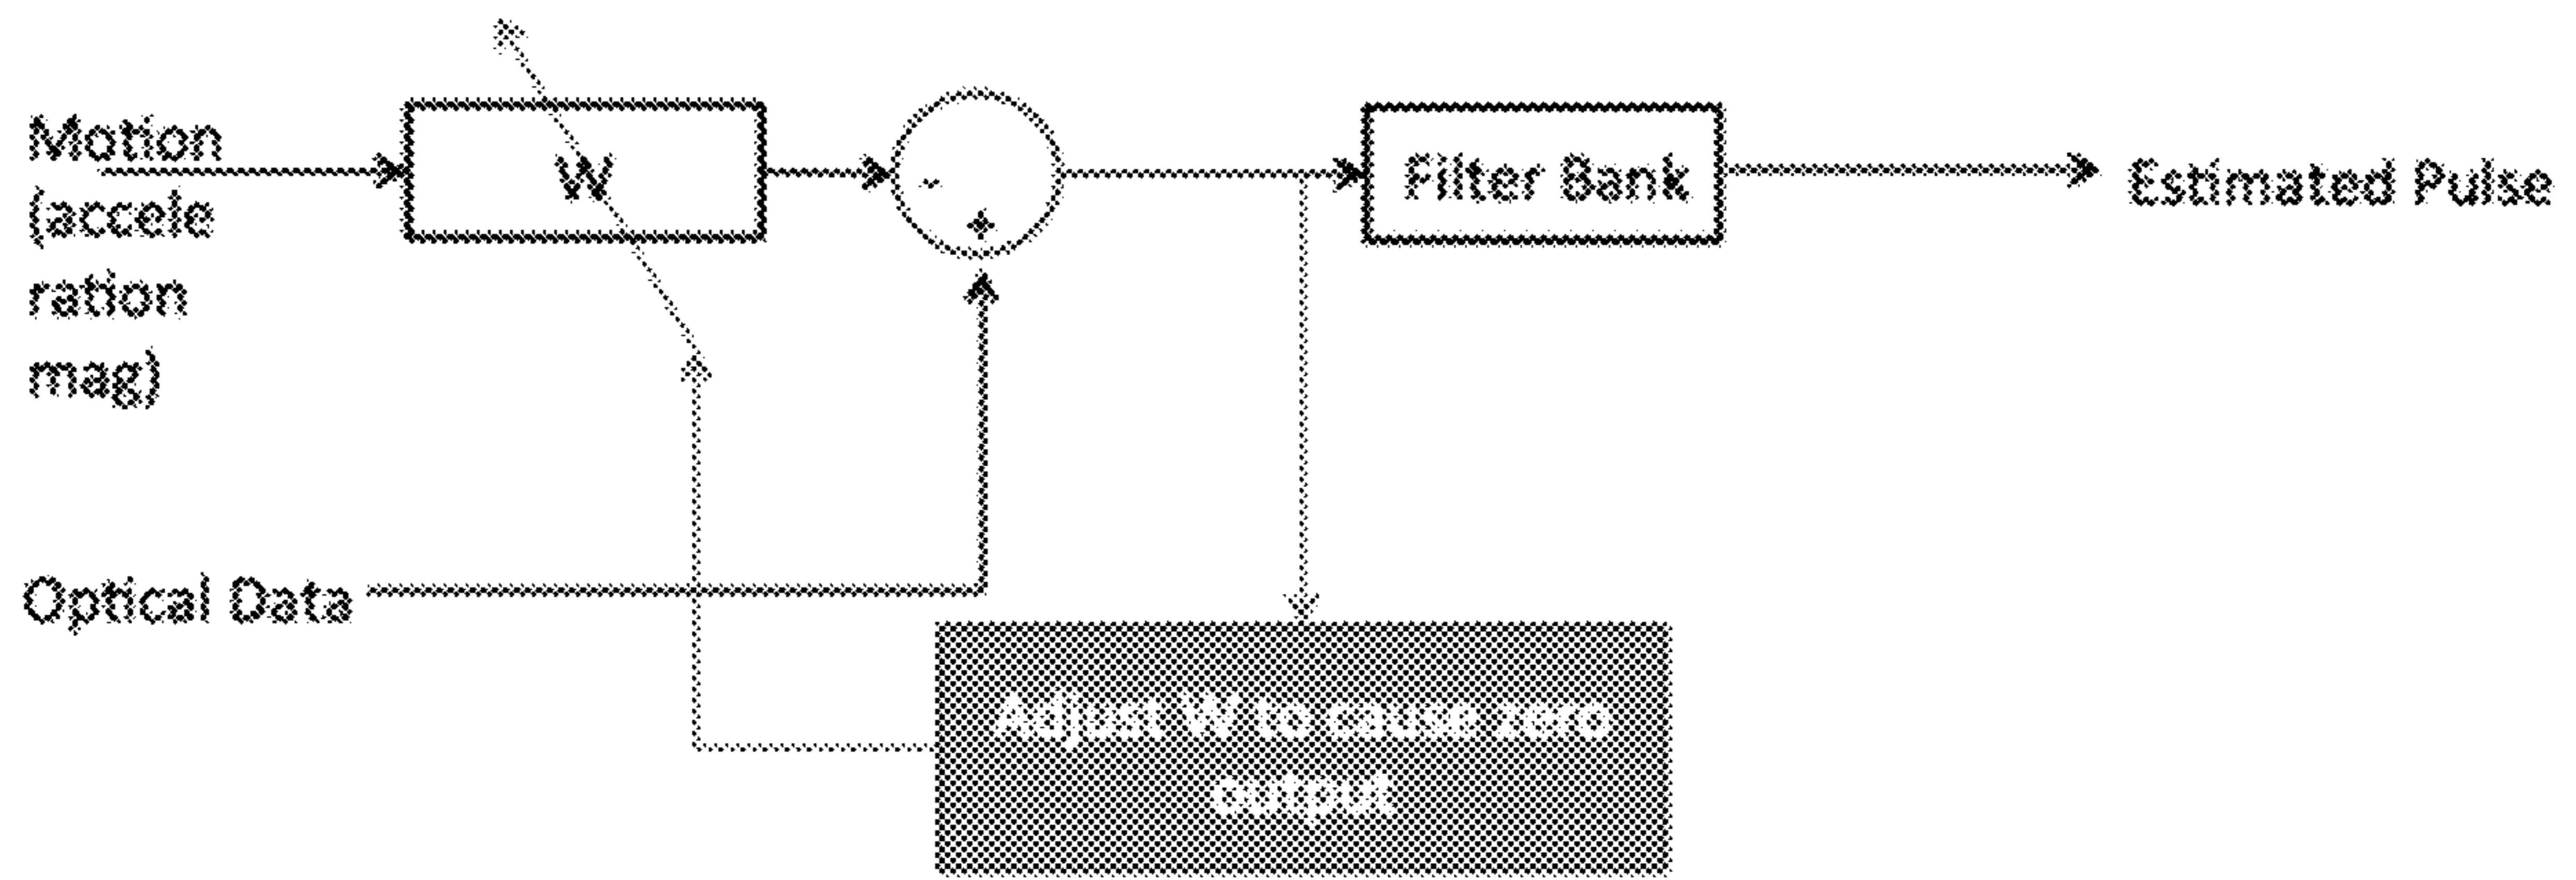 Motion
(accele
ration
mag)
W
-
+
Filter Bank
Estimated Pulse
Optical Data
Adjust W to cause zero
output